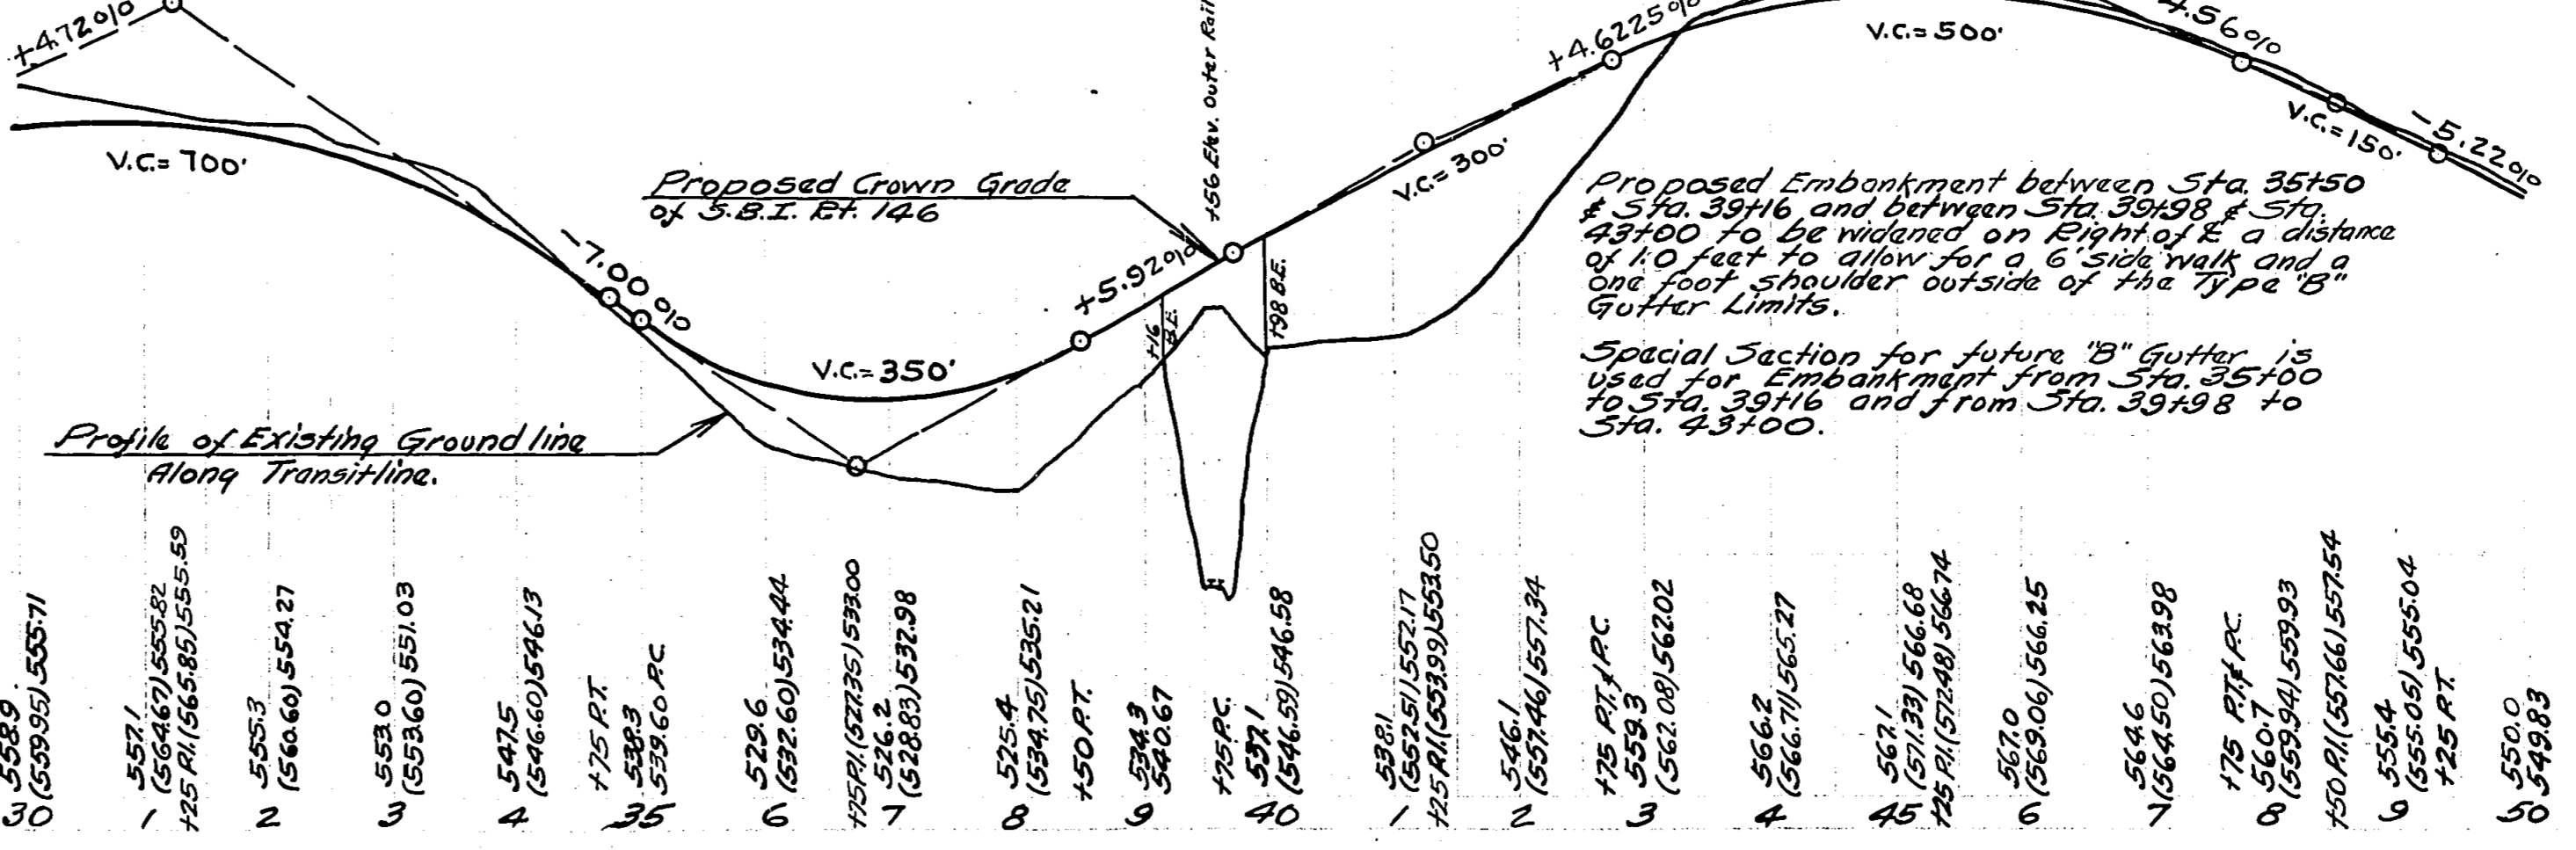 +4.72%
V.C.= 700'
-7.00%
Proposed Crown Grade
of S.B.I. Rt. 146
+56 Elev. Outer Rail
V.C.= 350'
+5.92%
+16
B.E.
+98 B.E.
V.C.= 300'
+4.6225%
V.C.= 500'
4.56%
V.C.= 150'
-5.22%
Proposed Embankment between Sta. 35+50
& Sta. 39+16 and between Sta. 39+98 & Sta.
43+00 to be widened on Right of ℄ a distance
of 1.0 feet to allow for a 6' side walk and a
one foot shoulder outside of the Type "B"
Gutter Limits.
Special Section for future "B" Gutter is
used for Embankment from Sta. 35+00
to Sta. 39+16 and from Sta. 39+98 to
Sta. 43+00.
Profile of Existing Ground line
Along Transitline.
558.9
(559.95)555.71
557.1
(564.67)555.82
+25 P.I.(565.85)555.59
555.3
(560.60)554.27
553.0
(553.60)551.03
547.5
(546.60)546.13
+75 P.T.
538.3
539.60 P.C.
529.6
(532.60)534.44
+75 P.I.(527.35)533.00
526.2
(528.83)532.98
525.4
(534.75)535.21
+50 P.T.
534.3
540.67
+75 P.C.
537.1
(546.59)546.58
538.1
(552.51)552.17
+25 P.I.(553.99)553.50
546.1
(557.46)557.34
+75 P.T. & P.C.
559.3
(562.08)562.02
566.2
(566.71)565.27
567.1
(571.33)566.68
+25 P.I.(572.48)566.74
567.0
(569.06)566.25
564.6
(564.50)563.98
+75 P.T. & P.C.
560.7
(559.94)559.93
+50 P.I.(557.66)557.54
555.4
(555.05)555.04
+25 P.T.
550.0
549.83
30 1 2 3 4 35 6 7 8 9 40 1 2 3 4 45 6 7 8 9 50